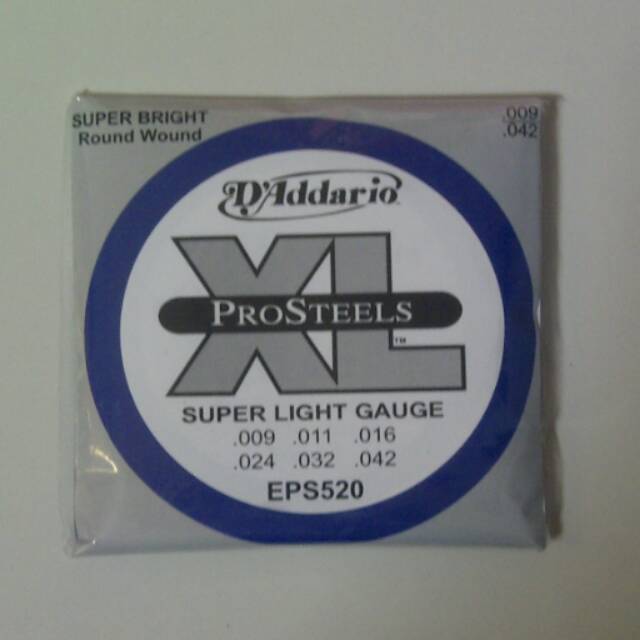 SUPER BRIGHT
Round Wound
.009
.042
D'Addario
XL
PROSTEELS
TM
SUPER LIGHT GAUGE
.009 .011 .016
.024 .032 .042
EPS520